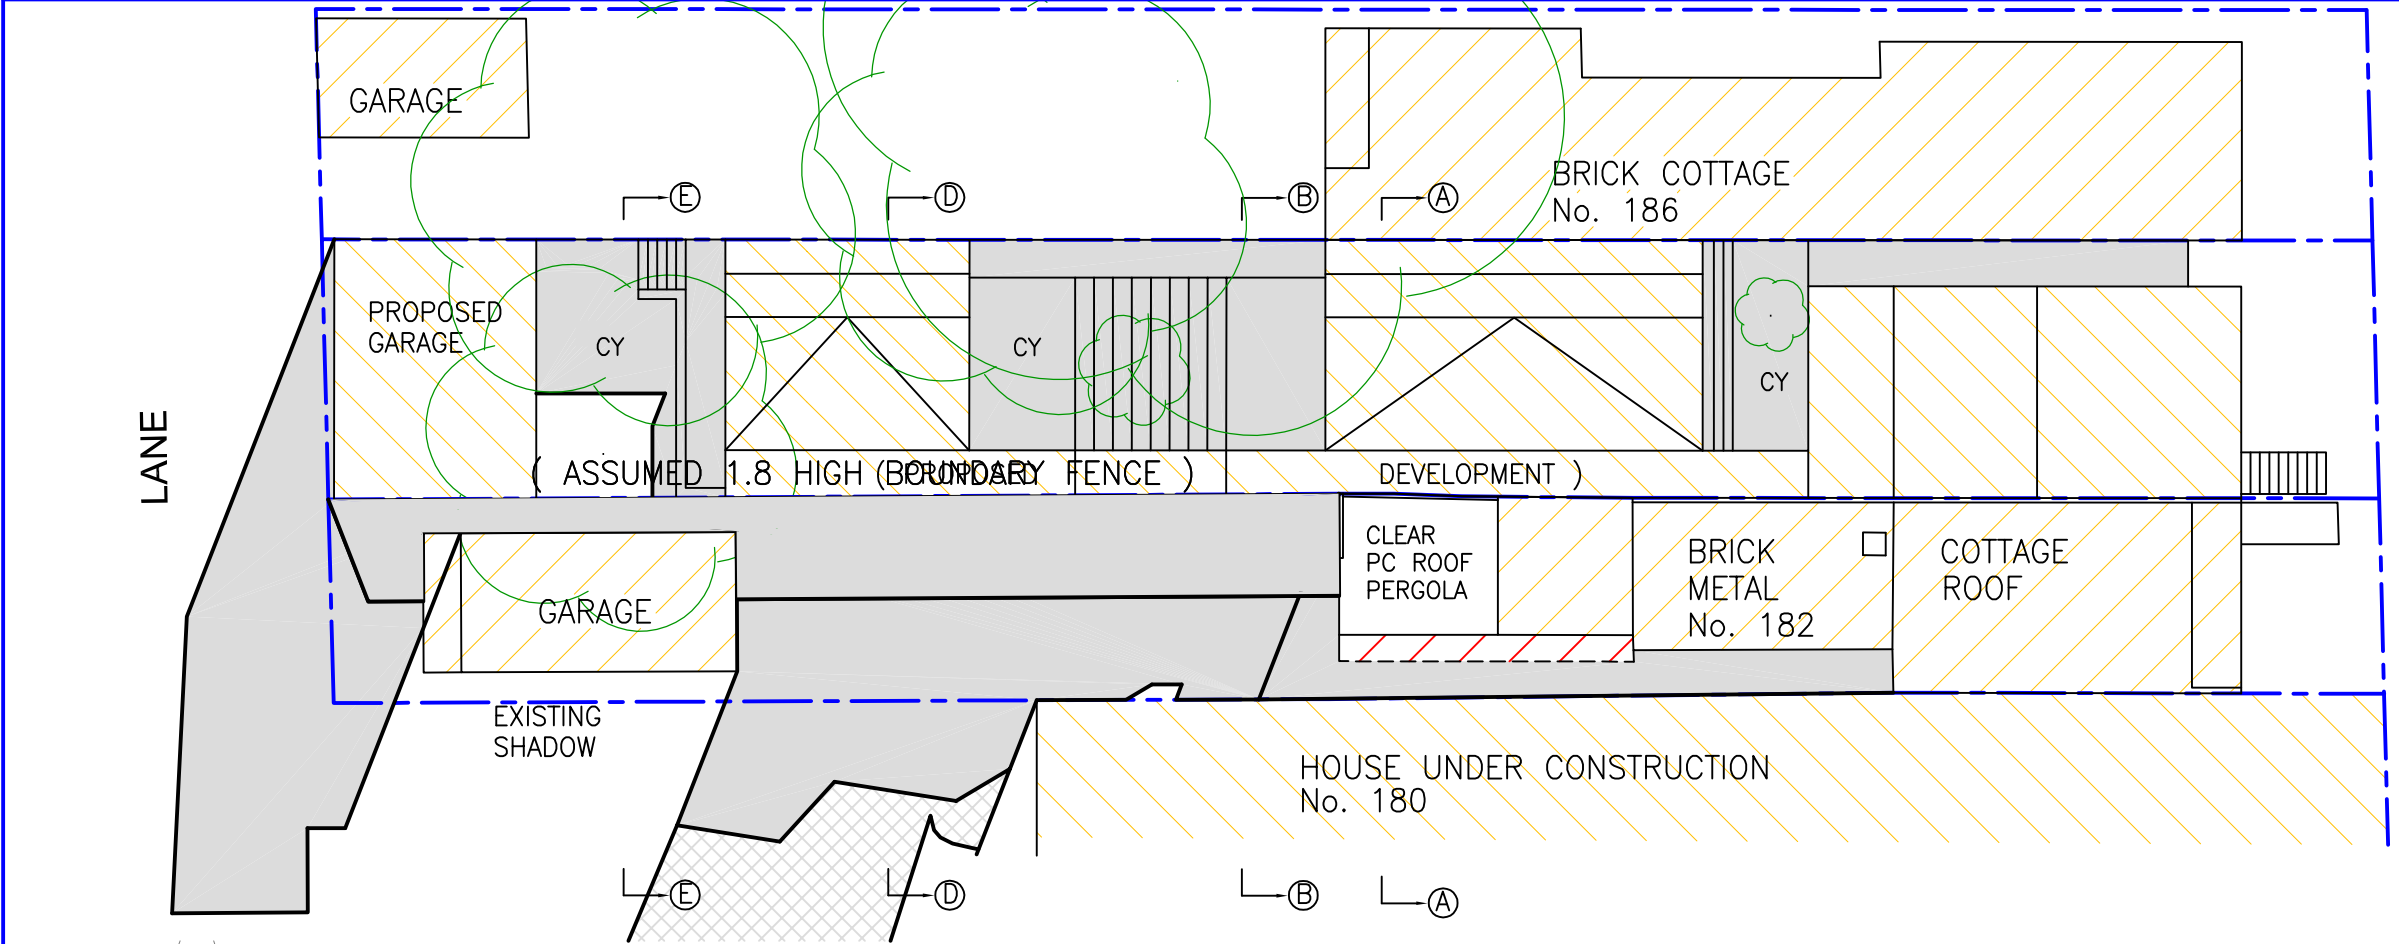 GARAGE
BRICK COTTAGE
No. 186
E
D
B
A
PROPOSED
GARAGE
CY
CY
CY
LANE
( ASSUMED 1.8 HIGH BOUNDARY FENCE )
( PROPOSED DEVELOPMENT )
CLEAR
PC ROOF
PERGOLA
BRICK
METAL
No. 182
COTTAGE
ROOF
GARAGE
EXISTING
SHADOW
HOUSE UNDER CONSTRUCTION
No. 180
E
D
B
A